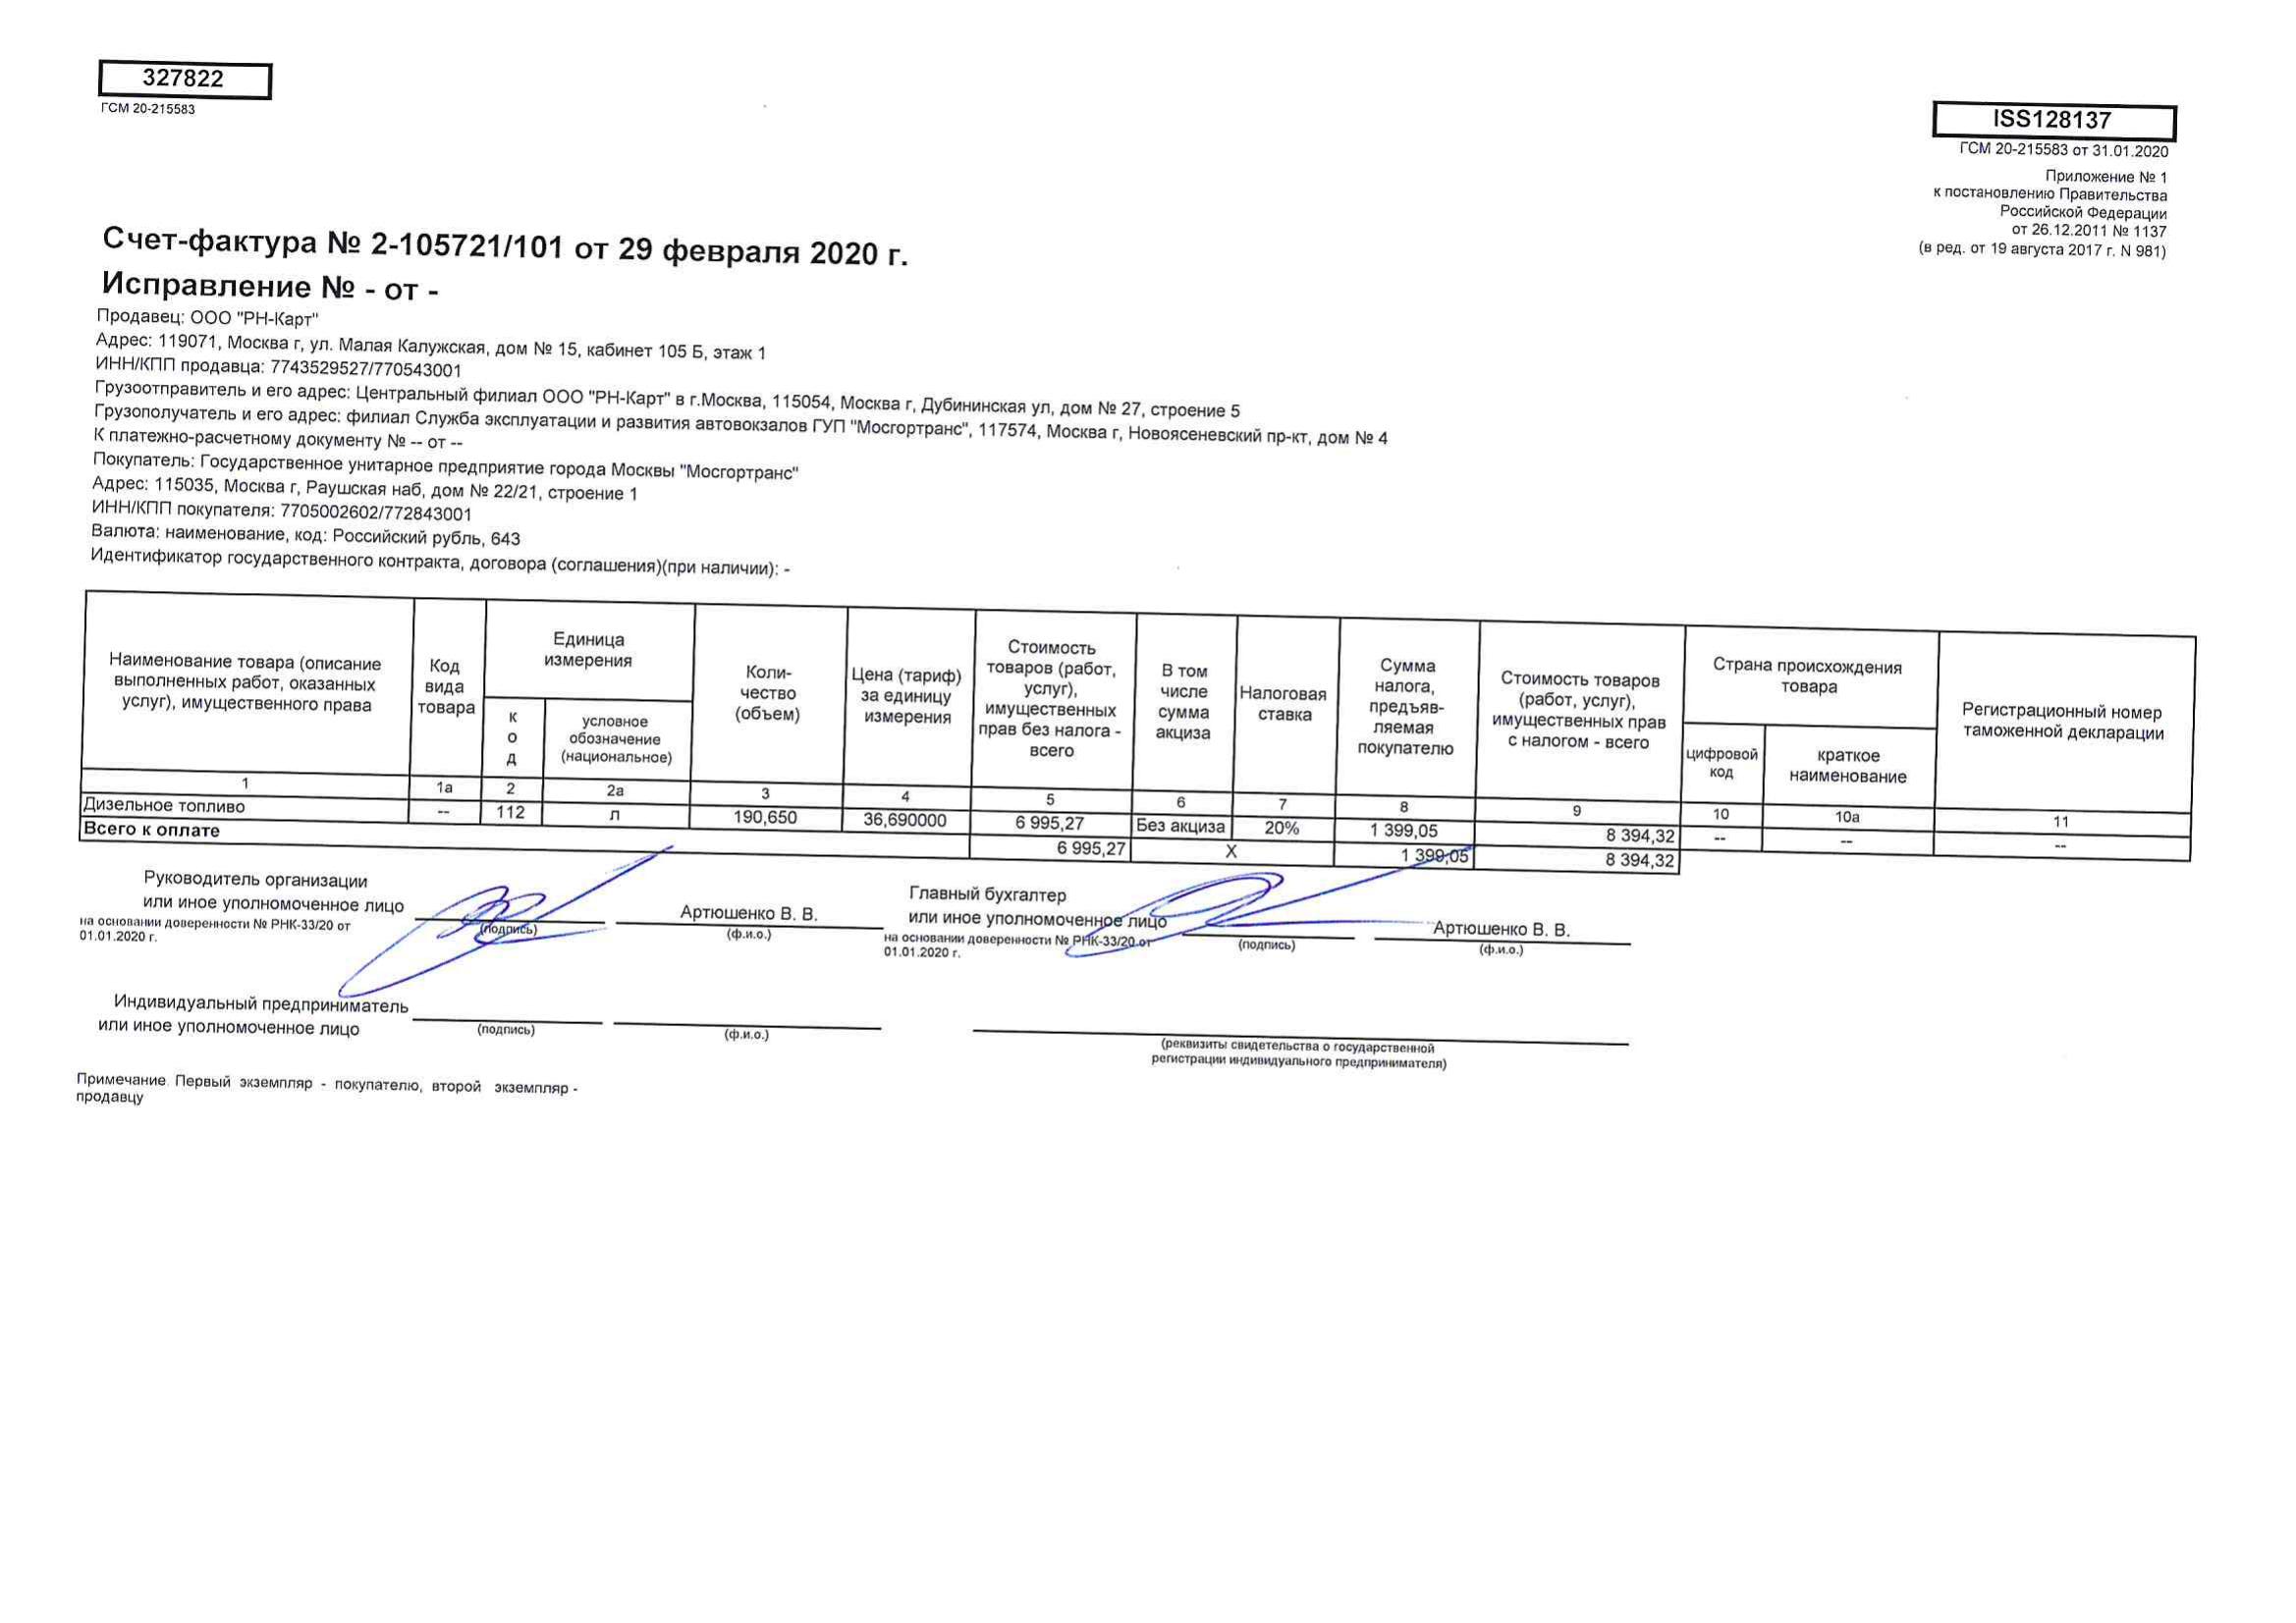 327822
ГСМ 20-215583
ISS128137
ГСМ 20-215583 от 31.01.2020
Приложение № 1
к постановлению Правительства
Российской Федерации
от 26.12.2011 № 1137
(в ред. от 19 августа 2017 г. N 981)
Счет-фактура № 2-105721/101 от 29 февраля 2020 г.
Исправление № - от -
Продавец: ООО "РН-Карт"
Адрес: 119071, Москва г, ул. Малая Калужская, дом № 15, кабинет 105 Б, этаж 1
ИНН/КПП продавца: 7743529527/770543001
Грузоотправитель и его адрес: Центральный филиал ООО "РН-Карт" в г.Москва, 115054, Москва г, Дубининская ул, дом № 27, строение 5
Грузополучатель и его адрес: филиал Служба эксплуатации и развития автовокзалов ГУП "Мосгортранс", 117574, Москва г, Новоясеневский пр-кт, дом № 4
К платежно-расчетному документу № -- от --
Покупатель: Государственное унитарное предприятие города Москвы "Мосгортранс"
Адрес: 115035, Москва г, Раушская наб, дом № 22/21, строение 1
ИНН/КПП покупателя: 7705002602/772843001
Валюта: наименование, код: Российский рубль, 643
Идентификатор государственного контракта, договора (соглашения)(при наличии): -
Наименование товара (описание
выполненных работ, оказанных
услуг), имущественного права
Код
вида
товара
Единица
измерения
К
о
д
условное
обозначение
(национальное)
Коли-
чество
(объем)
Цена (тариф)
за единицу
измерения
Стоимость
товаров (работ,
услуг),
имущественных
прав без налога -
всего
В том
числе
сумма
акциза
Налоговая
ставка
Сумма
налога,
предъяв-
ляемая
покупателю
Стоимость товаров
(работ, услуг),
имущественных прав
с налогом - всего
Страна происхождения
товара
цифровой
код
краткое
наименование
Регистрационный номер
таможенной декларации
1 1а 2 2а 3 4 5 6 7 8 9 10 10а 11
Дизельное топливо -- 112 л 190,650 36,690000 6 995,27 Без акциза 20% 1 399,05 8 394,32 -- -- --
Всего к оплате 6 995,27 X 1 399,05 8 394,32
Руководитель организации
или иное уполномоченное лицо
на основании доверенности № РНК-33/20 от
01.01.2020 г.
(подпись)
Артюшенко В. В.
(ф.и.о.)
Главный бухгалтер
или иное уполномоченное лицо
на основании доверенности № РНК-33/20 от
01.01.2020 г.
(подпись)
Артюшенко В. В.
(ф.и.о.)
Индивидуальный предприниматель
или иное уполномоченное лицо
(подпись)
(ф.и.о.)
(реквизиты свидетельства о государственной
регистрации индивидуального предпринимателя)
Примечание. Первый экземпляр - покупателю, второй экземпляр -
продавцу